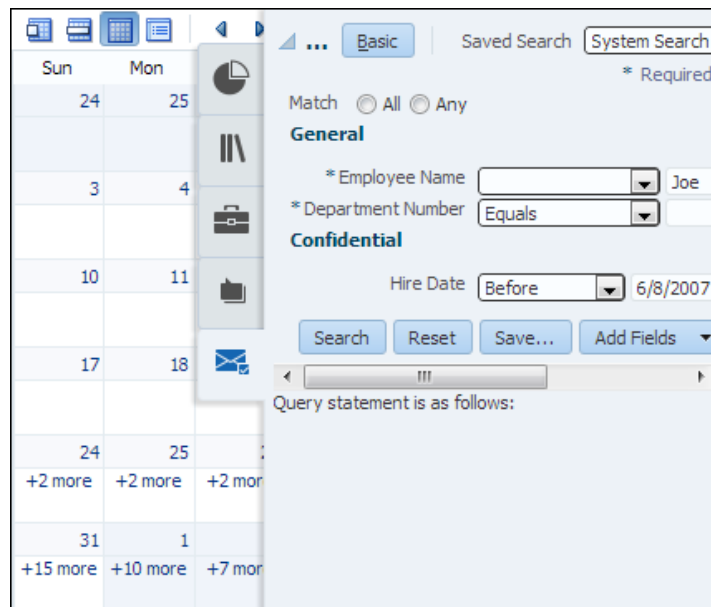 Sun Mon
24 25
3 4
10 11
17 18
24 25
+2 more +2 more +2 mor
31 1
+15 more +10 more +7 mor
... Basic Saved Search System Search
* Required
Match All Any
General
* Employee Name Joe
* Department Number Equals
Confidential
Hire Date Before 6/8/2007
Search Reset Save... Add Fields
Query statement is as follows: